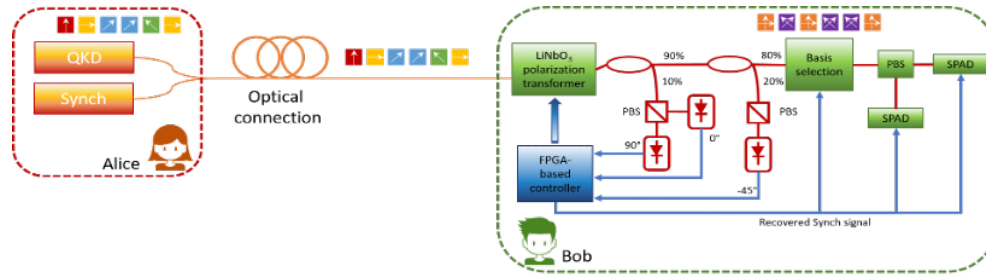 QKD
Synch
Alice
Optical
connection
LiNbO₃
polarization
transformer
90%
10%
PBS
0°
90°
FPGA-
based
controller
80%
20%
PBS
-45°
Basis
selection
PBS
SPAD
SPAD
Recovered Synch signal
Bob